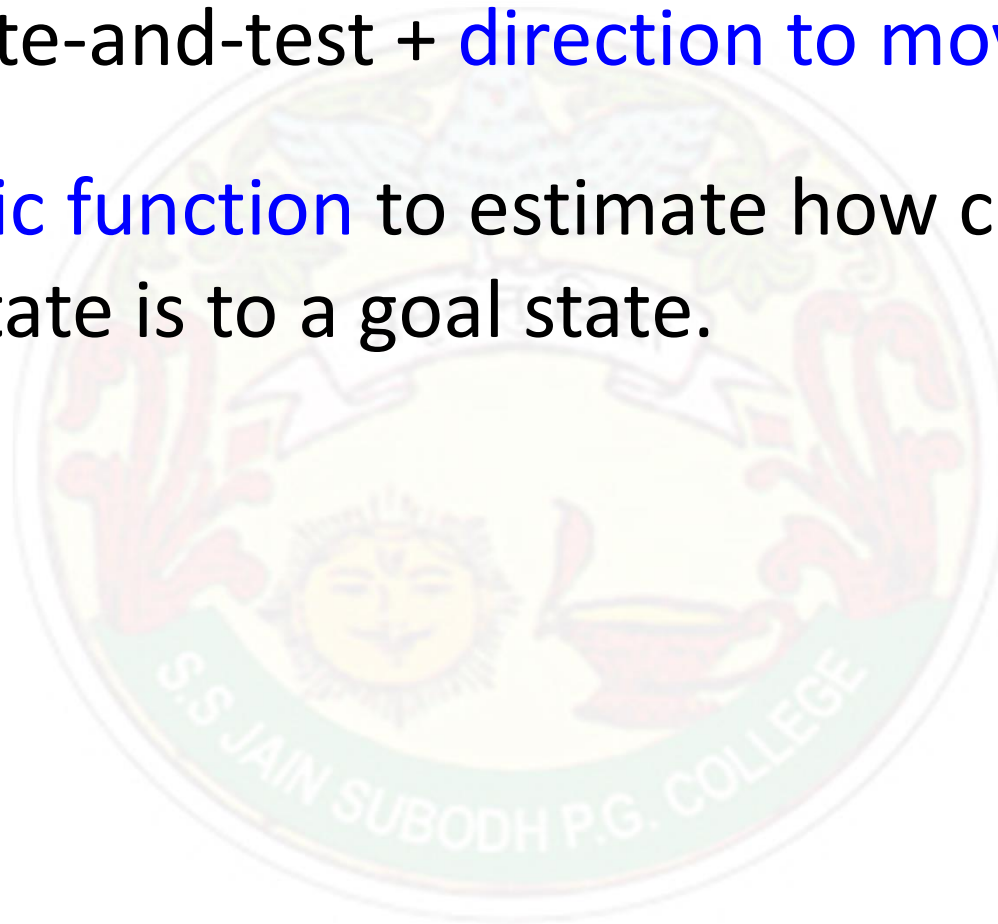 te-and-test + direction to mov
ic function to estimate how c
tate is to a goal state.
S.S JAIN SUBODH P.G. COLLEGE